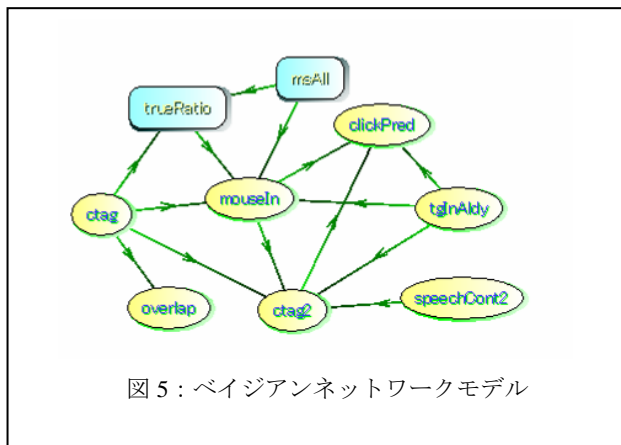 msAll
trueRatio
clickPred
mouseIn
ctag
tgInAldy
overlap
ctag2
speechCont2
図 5：ベイジアンネットワークモデル